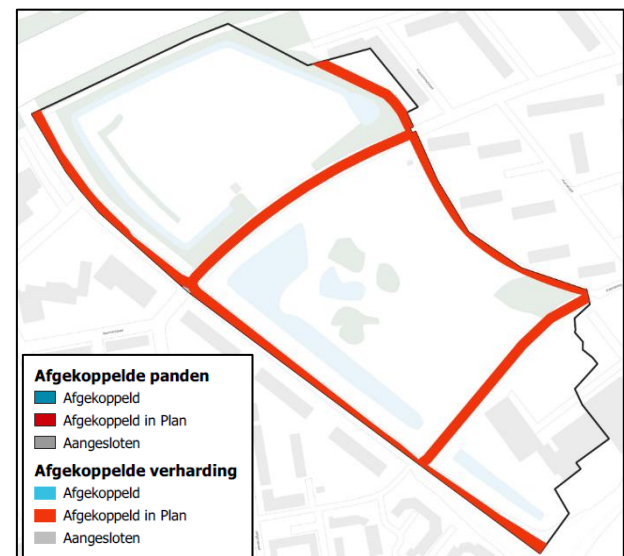 Afgekoppelde panden
Afgekoppeld
Afgekoppeld in Plan
Aangesloten
Afgekoppelde verharding
Afgekoppeld
Afgekoppeld in Plan
Aangesloten